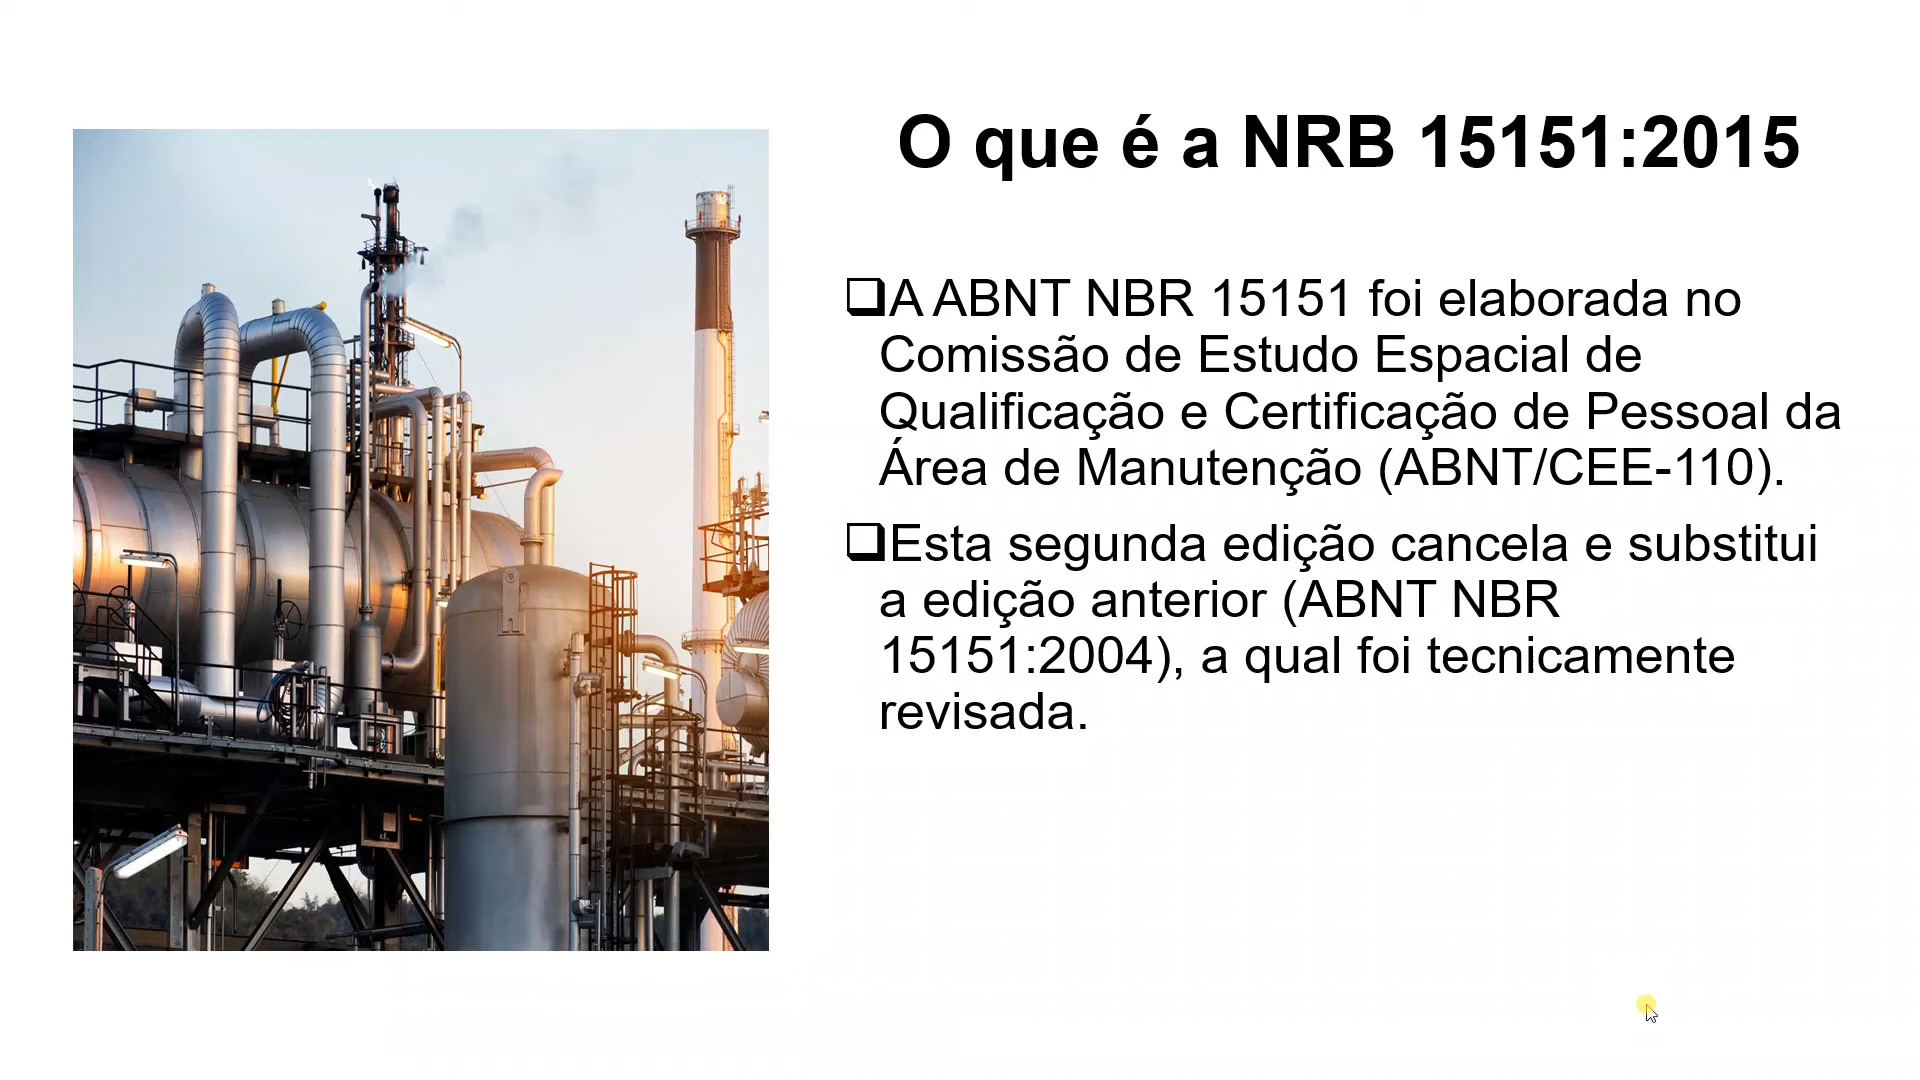 O que é a NRB 15151:2015
❑A ABNT NBR 15151 foi elaborada no
Comissão de Estudo Espacial de
Qualificação e Certificação de Pessoal da
Área de Manutenção (ABNT/CEE-110).
❑Esta segunda edição cancela e substitui
a edição anterior (ABNT NBR
15151:2004), a qual foi tecnicamente
revisada.